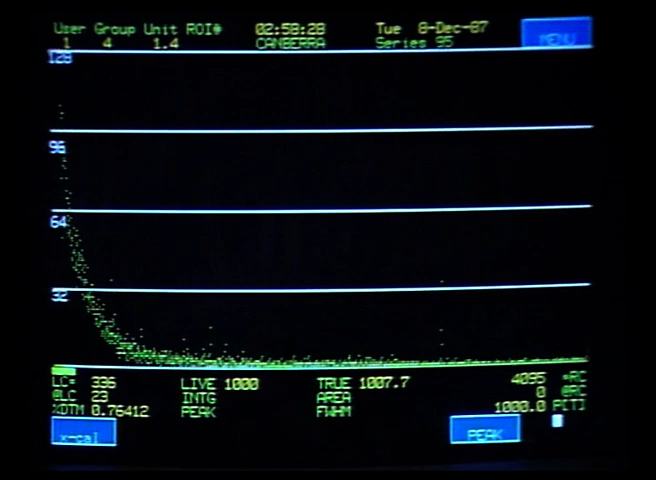 User Group Unit ROI# 02:58:28 Tue 8-Dec-87 MENU
1 4 1.4 CANBERRA Series 95
128
96
64
32
LC= 336 LIVE 1000 TRUE 1007.7 4095 =RC
@LC 23 INTG AREA 0 @RC
%DTM 0.76412 PEAK FWHM 1000.0 P(T)
x-cal PEAK